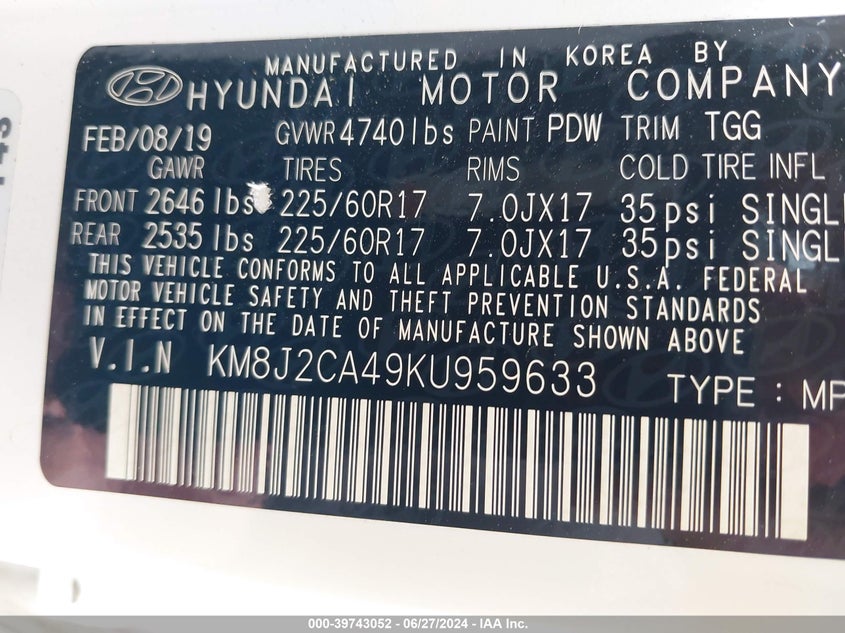 MANUFACTURED IN KOREA BY
HYUNDAI MOTOR COMPANY
FEB/08/19 GVWR 4740lbs PAINT PDW TRIM TGG
GAWR TIRES RIMS COLD TIRE INFL
FRONT 2646 lbs 225/60R17 7.0JX17 35psi SINGL
REAR 2535 lbs 225/60R17 7.0JX17 35psi SINGL
THIS VEHICLE CONFORMS TO ALL APPLICABLE U.S.A. FEDERAL
MOTOR VEHICLE SAFETY AND THEFT PREVENTION STANDARDS
IN EFFECT ON THE DATE OF MANUFACTURE SHOWN ABOVE
V.I.N KM8J2CA49KU959633 TYPE : MP
000-39743052 - 06/27/2024 - IAA Inc.